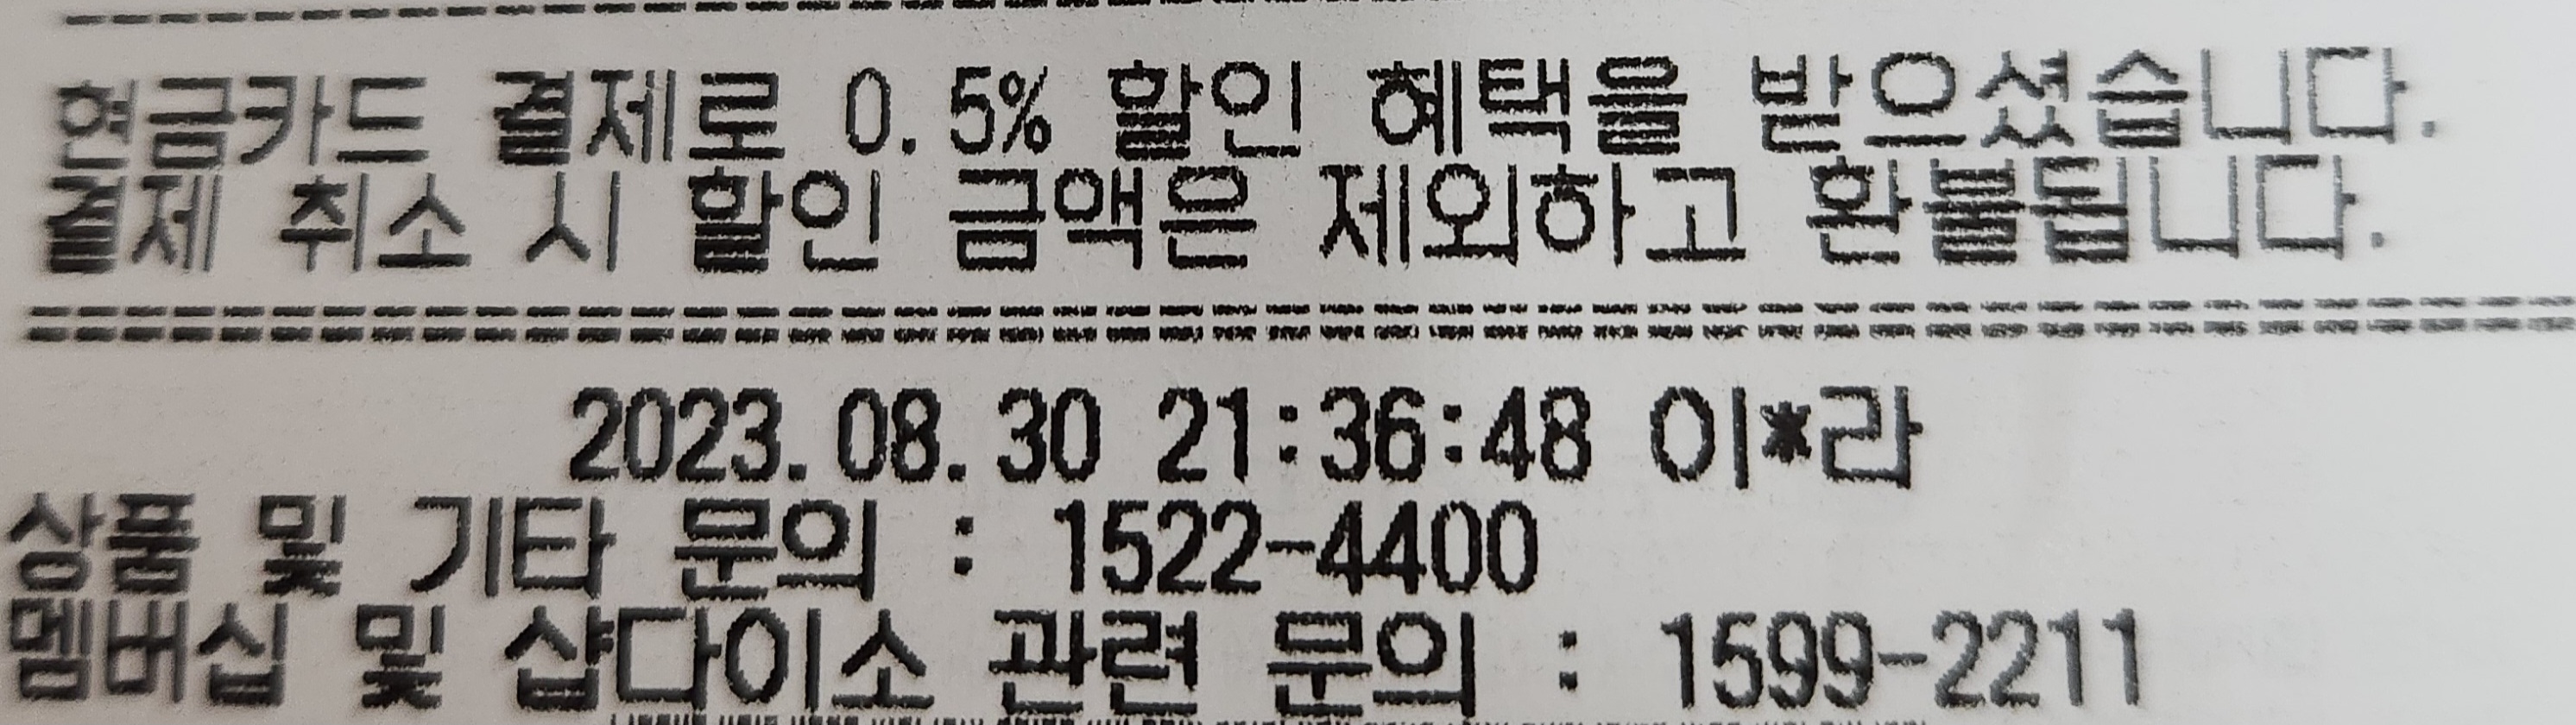 현금카드 결제로 0.5% 할인 혜택을 받으셨습니다.
결제 취소 시 할인 금액은 제외하고 환불됩니다.
2023.08.30 21:36:48 이*라
상품 및 기타 문의 : 1522-4400
멤버십 및 샵다이소 관련 문의 : 1599-2211